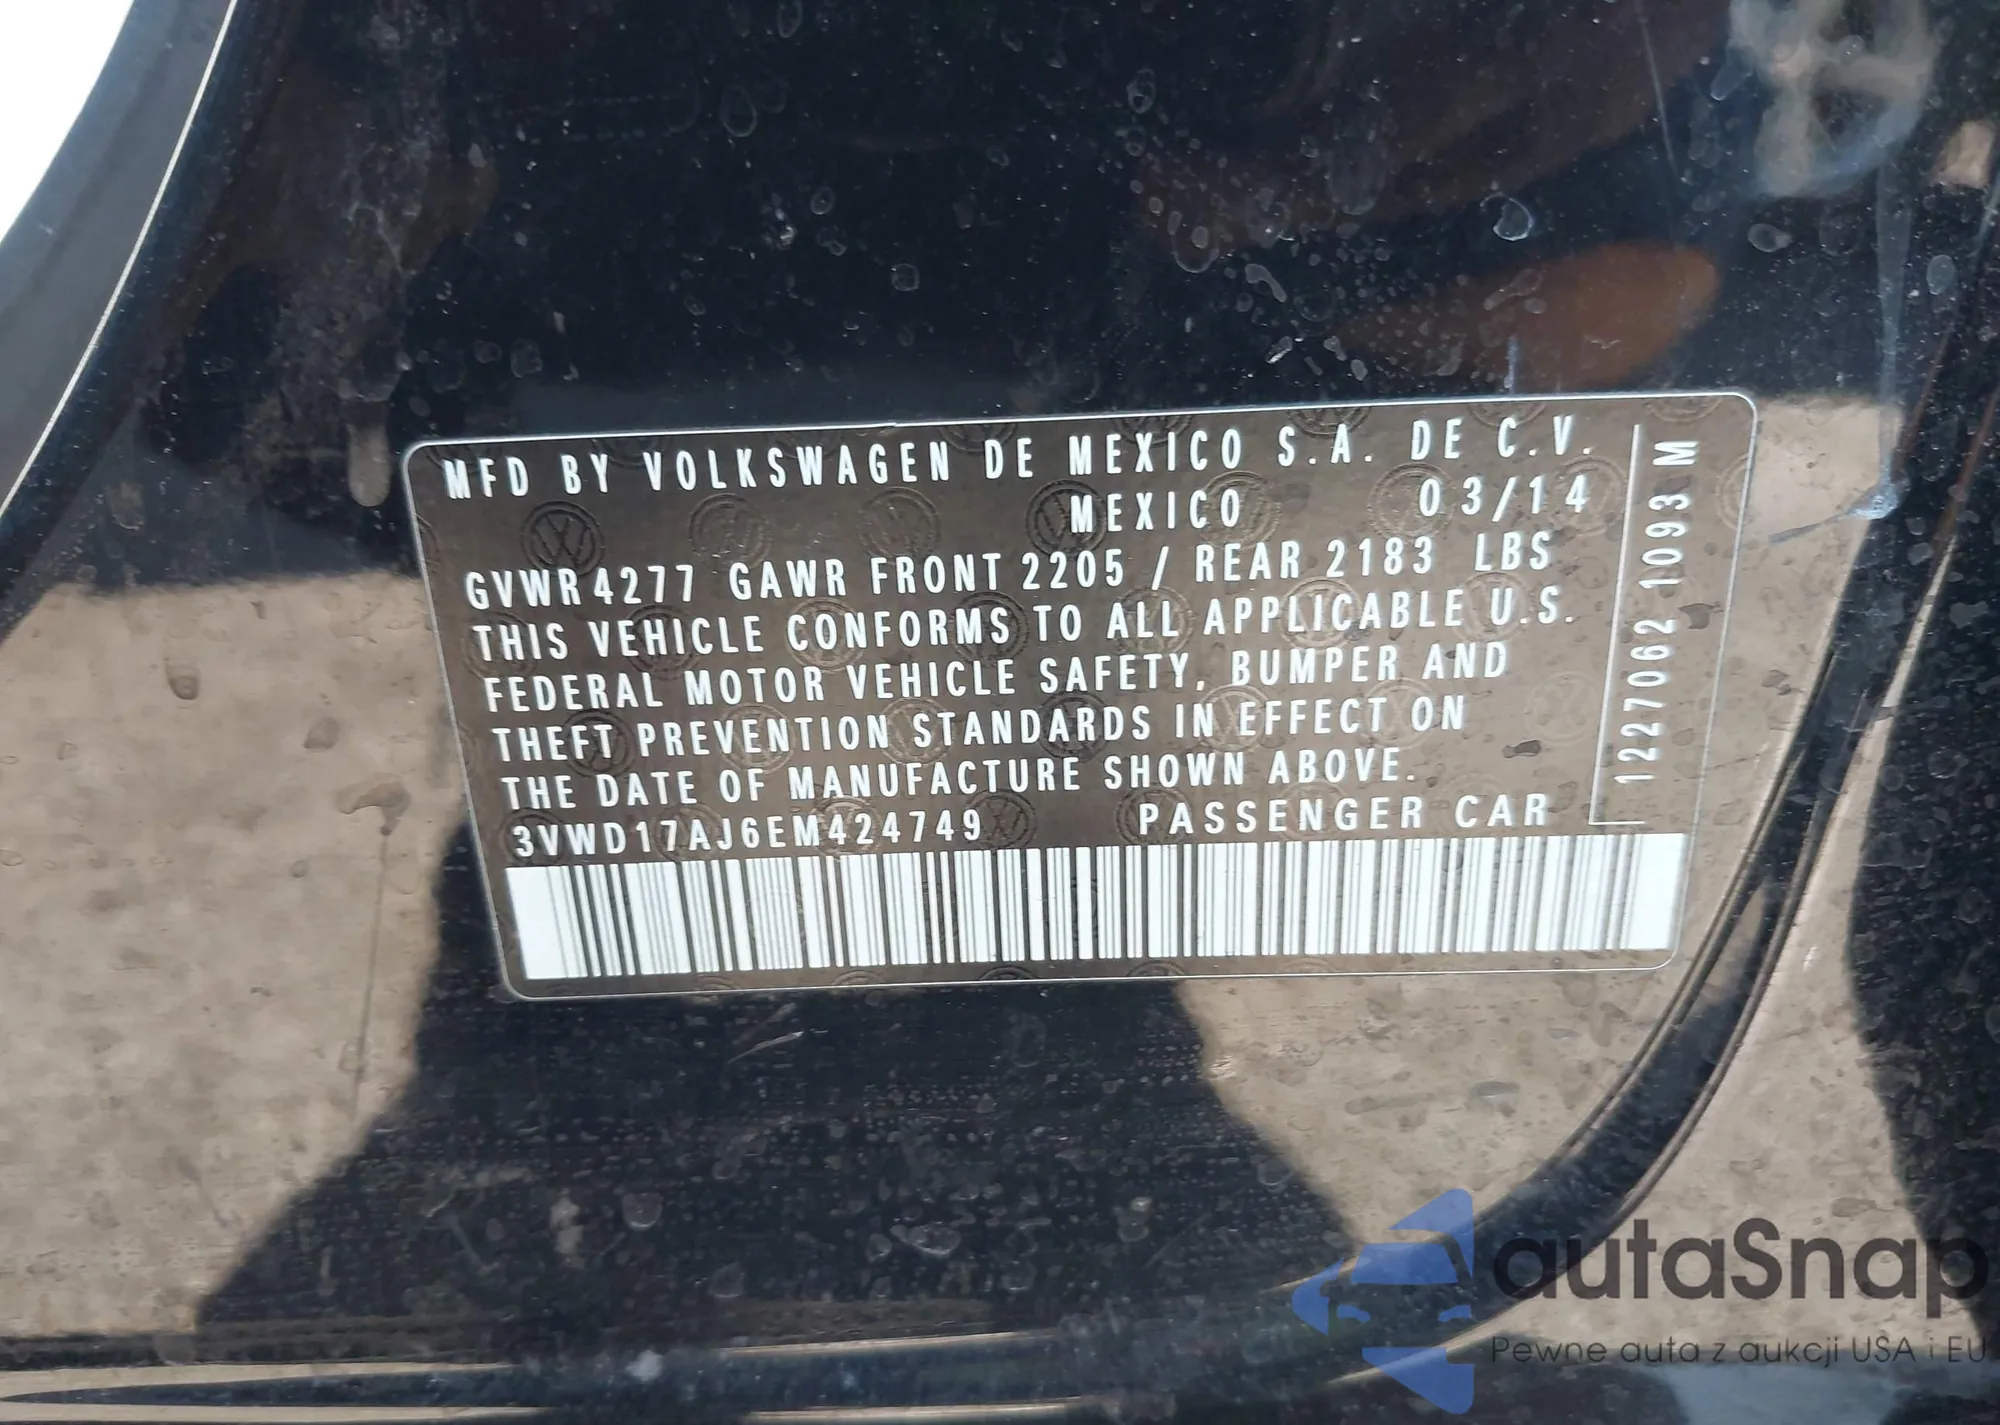 MFD BY VOLKSWAGEN DE MEXICO S.A. DE C.V.
MEXICO 03/14
GVWR 4277 GAWR FRONT 2205 / REAR 2183 LBS
THIS VEHICLE CONFORMS TO ALL APPLICABLE U.S.
FEDERAL MOTOR VEHICLE SAFETY, BUMPER AND
THEFT PREVENTION STANDARDS IN EFFECT ON
THE DATE OF MANUFACTURE SHOWN ABOVE.
3VWD17AJ6EM424749 PASSENGER CAR
1227062 1093 M
autaSnap
Pewne auta z aukcji USA i EU